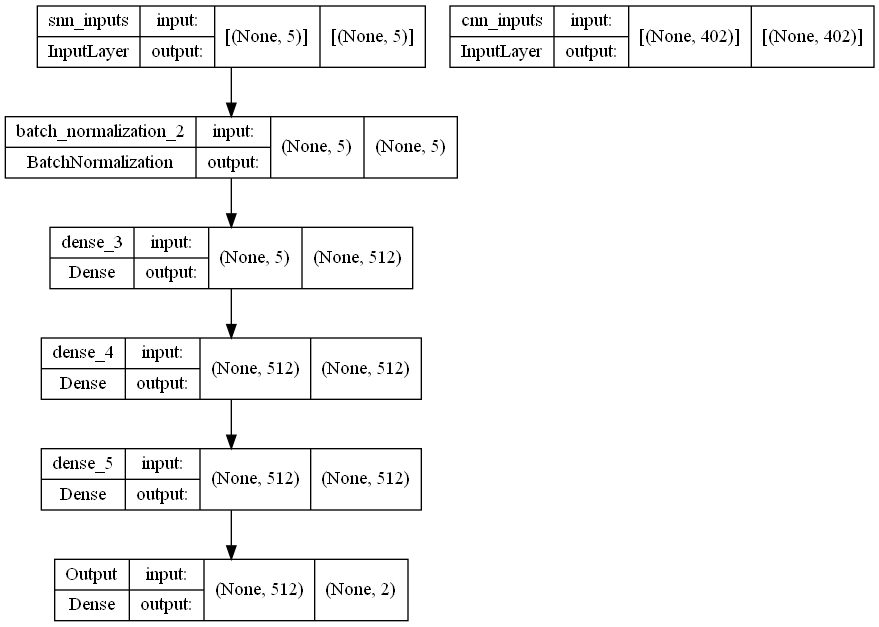 snn_inputs input: [(None, 5)] [(None, 5)]
InputLayer output:
cnn_inputs input: [(None, 402)] [(None, 402)]
InputLayer output:
batch_normalization_2 input: (None, 5) (None, 5)
BatchNormalization output:
dense_3 input: (None, 5) (None, 512)
Dense output:
dense_4 input: (None, 512) (None, 512)
Dense output:
dense_5 input: (None, 512) (None, 512)
Dense output:
Output input: (None, 512) (None, 2)
Dense output: